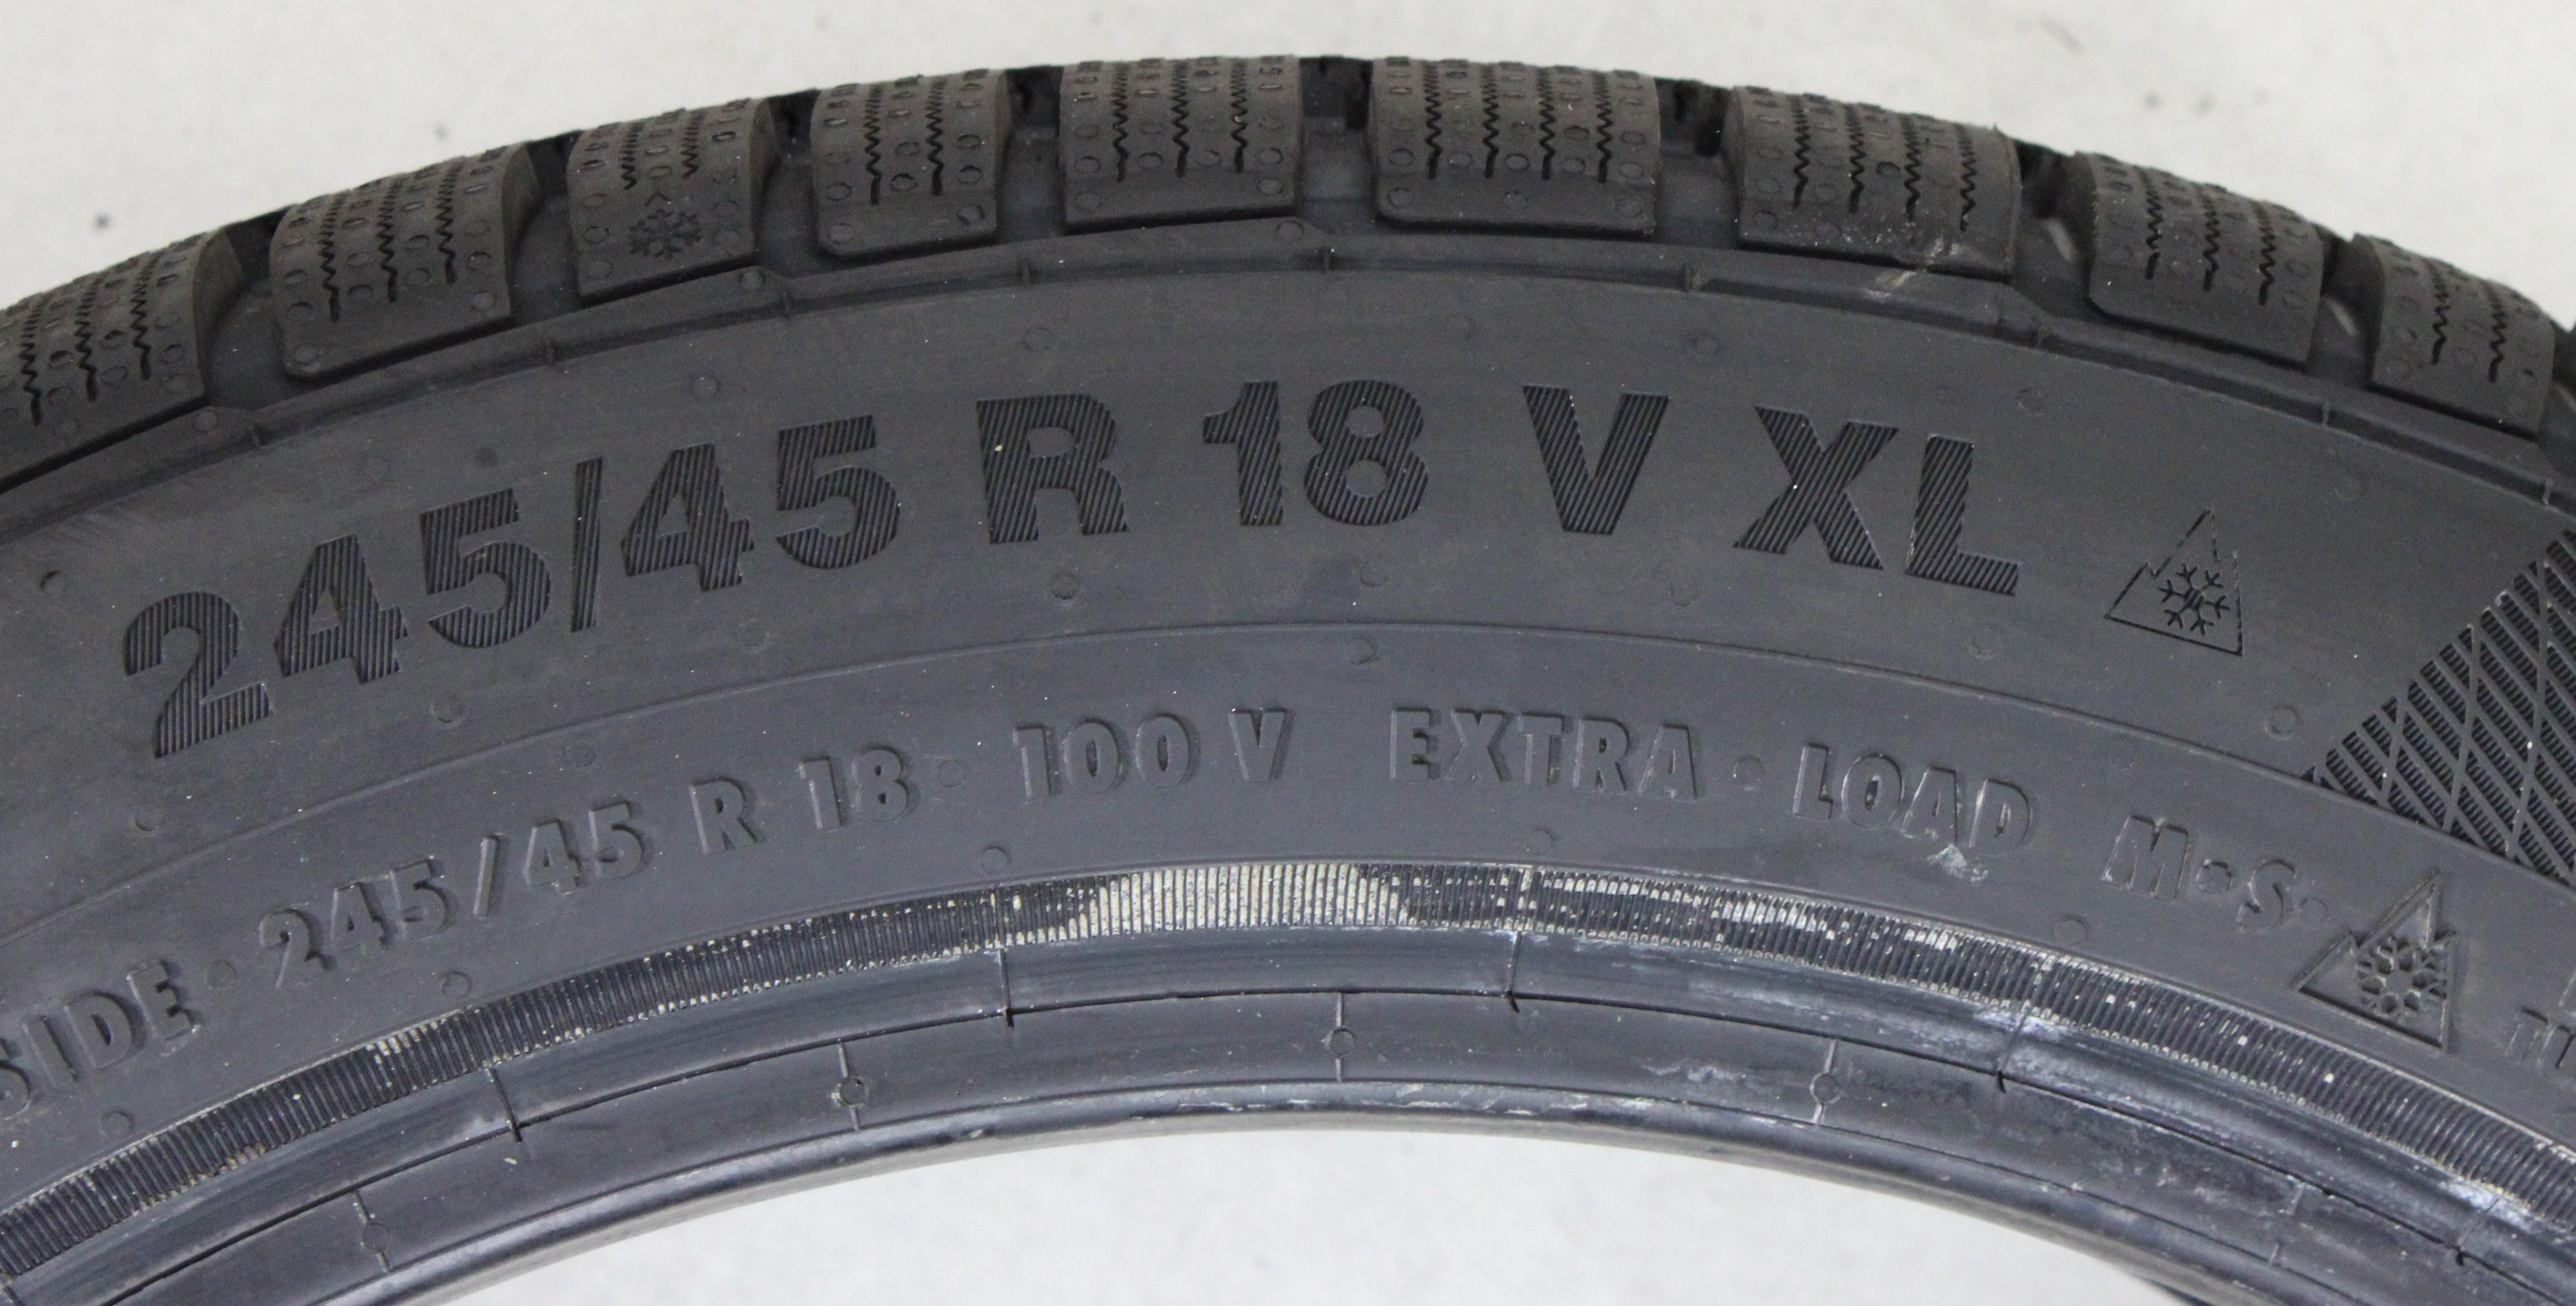 245/45 R 18 V XL
SIDE · 245/45 R 18 · 100 V EXTRA · LOAD M·S·